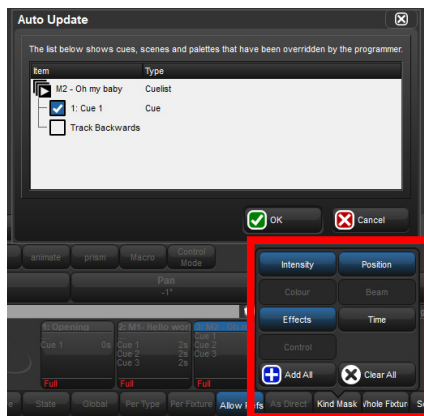 Auto Update
The list below shows cues, scenes and palettes that have been overridden by the programmer.
Item Type
M2 - Oh my baby Cuelist
1: Cue 1 Cue
Track Backwards
OK Cancel
animate prism Macro Control Mode
Pan
-1°
Intensity Position
Colour Beam
Effects Time
Control
Add All Clear All
1: Opening 2: M1- Hello wor 3: M2
Cue 1 0s Cue 1 2s Cue 1
Cue 2 2s Cue 2
Cue 3 2s Cue 3
Full Full Full
State Global Per Type Per Fixture Allow Refs As Direct Kind Mask Whole Fixtur